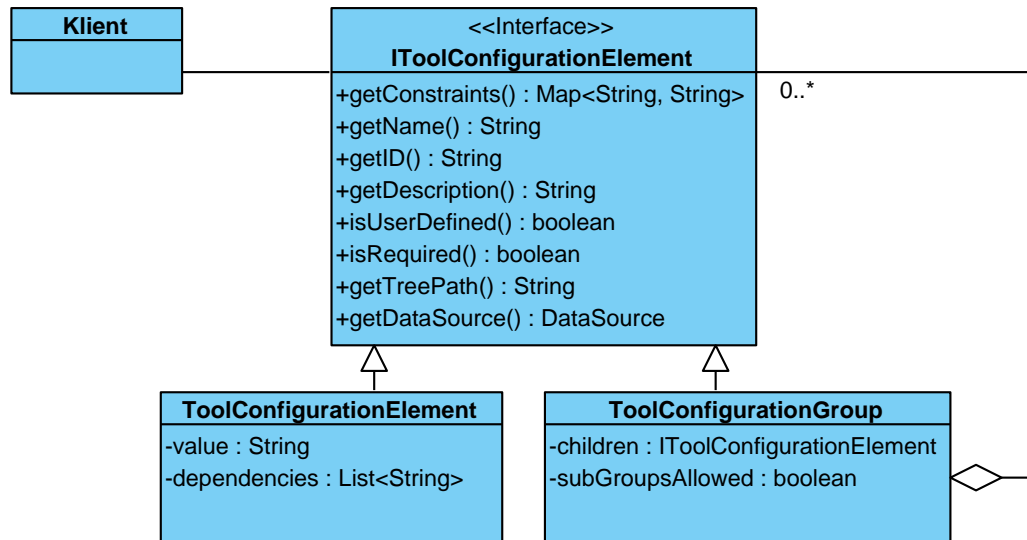 Klient
<<Interface>>
IToolConfigurationElement
+getConstraints() : Map<String, String>
+getName() : String
+getID() : String
+getDescription() : String
+isUserDefined() : boolean
+isRequired() : boolean
+getTreePath() : String
+getDataSource() : DataSource
0..*
ToolConfigurationElement
-value : String
-dependencies : List<String>
ToolConfigurationGroup
-children : IToolConfigurationElement
-subGroupsAllowed : boolean